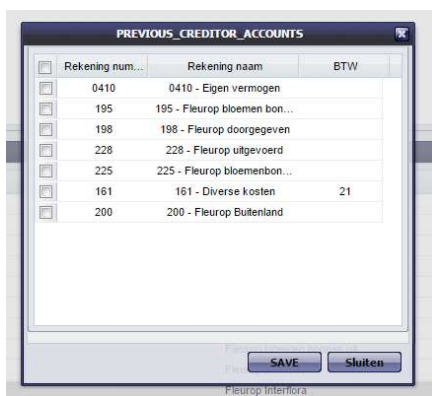 PREVIOUS_CREDITOR_ACCOUNTS
Rekening num... Rekening naam BTW
0410 0410 - Eigen vermogen
195 195 - Fleurop bloemen bon...
198 198 - Fleurop doorgegeven
228 228 - Fleurop uitgevoerd
225 225 - Fleurop bloemenbon...
161 161 - Diverse kosten 21
200 200 - Fleurop Buitenland
SAVE Sluiten
Fleurop Interflora